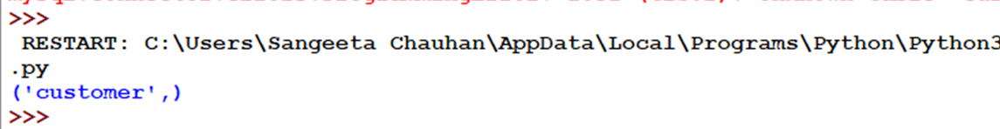 >>>
RESTART: C:\Users\Sangeeta Chauhan\AppData\Local\Programs\Python\Python3
.py
('customer',)
>>>